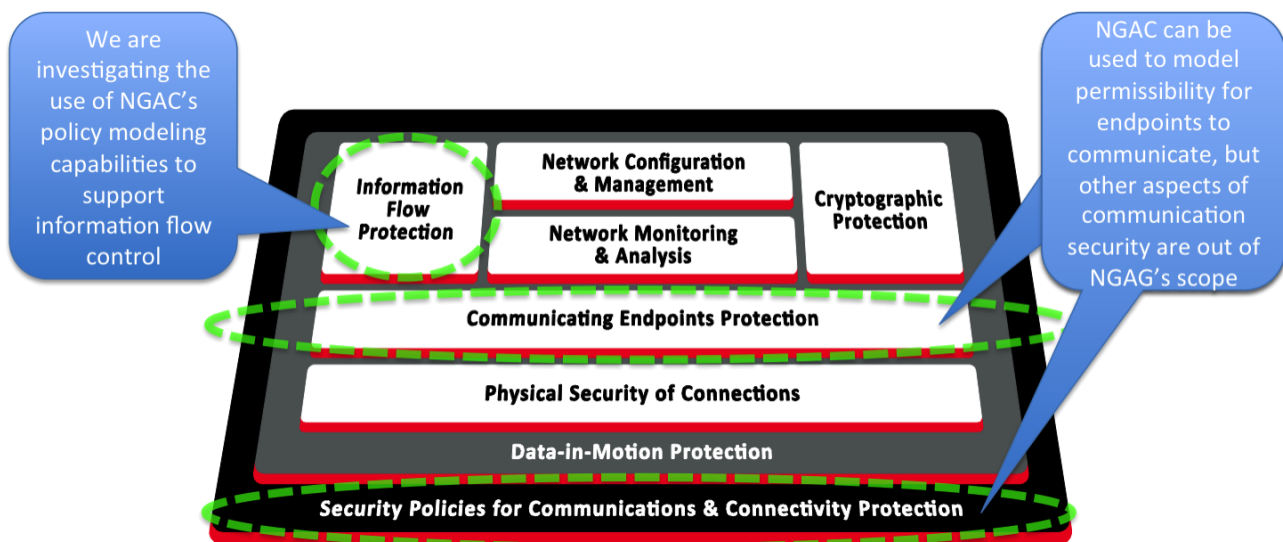 We are
investigating the
use of NGAC’s
policy modeling
capabilities to
support
information flow
control
NGAC can be
used to model
permissibility for
endpoints to
communicate, but
other aspects of
communication
security are out of
NGAG’s scope
Information
Flow
Protection
Network Configuration
& Management
Network Monitoring
& Analysis
Cryptographic
Protection
Communicating Endpoints Protection
Physical Security of Connections
Data-in-Motion Protection
Security Policies for Communications & Connectivity Protection